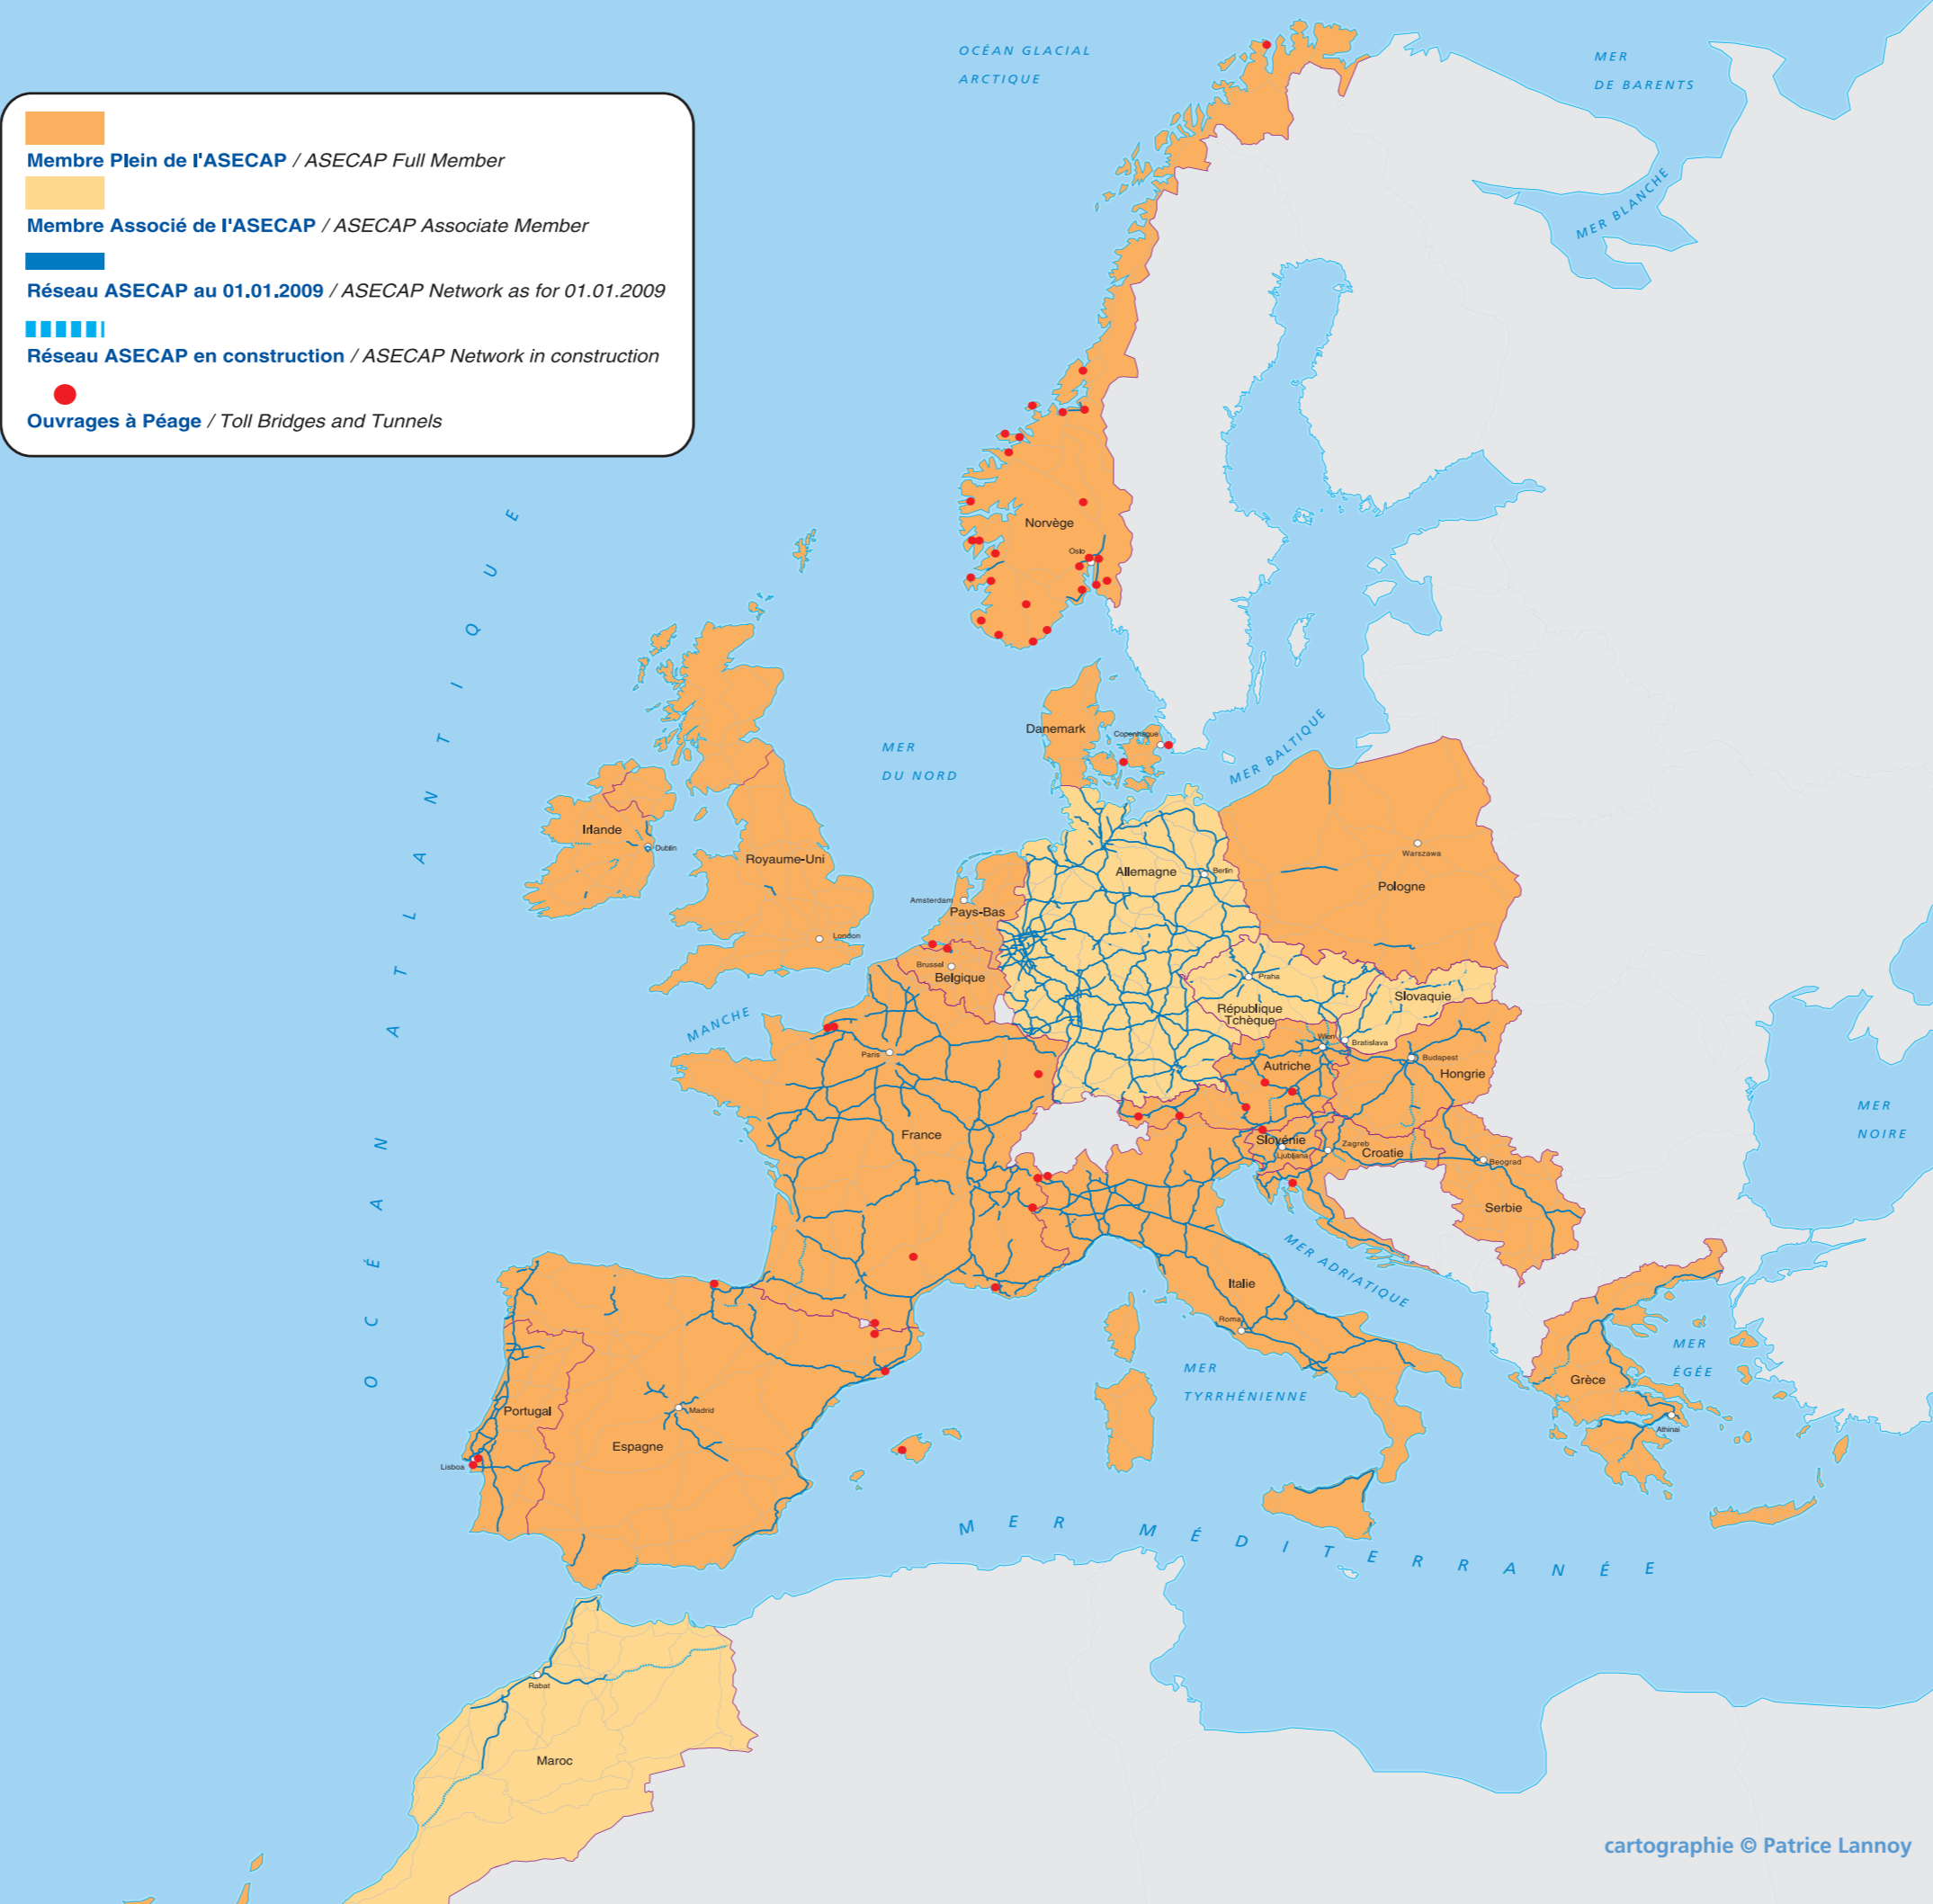 OCÉAN GLACIAL
ARCTIQUE
MER
DE BARENTS
MER BLANCHE
Membre Plein de l'ASECAP / ASECAP Full Member
Membre Associé de l'ASECAP / ASECAP Associate Member
Réseau ASECAP au 01.01.2009 / ASECAP Network as for 01.01.2009
Réseau ASECAP en construction / ASECAP Network in construction
Ouvrages à Péage / Toll Bridges and Tunnels
OCÉAN ATLANTIQUE
Norvège
Oslo
Danemark
Copenhague
MER
DU NORD
MER BALTIQUE
Irlande
Dublin
Royaume-Uni
London
Amsterdam
Pays-Bas
Brussel
Belgique
Allemagne
Berlin
Warszawa
Pologne
Praha
République
Tchèque
Slovaquie
MANCHE
Paris
Wien
Bratislava
Autriche
Budapest
Hongrie
France
Slovénie
Ljubljana
Zagreb
Croatie
Beograd
Serbie
MER
NOIRE
MER ADRIATIQUE
Italie
Roma
MER
TYRRHÉNIENNE
MER
ÉGÉE
Grèce
Athinai
Portugal
Lisboa
Madrid
Espagne
MER MÉDITERRANÉE
Rabat
Maroc
cartographie © Patrice Lannoy